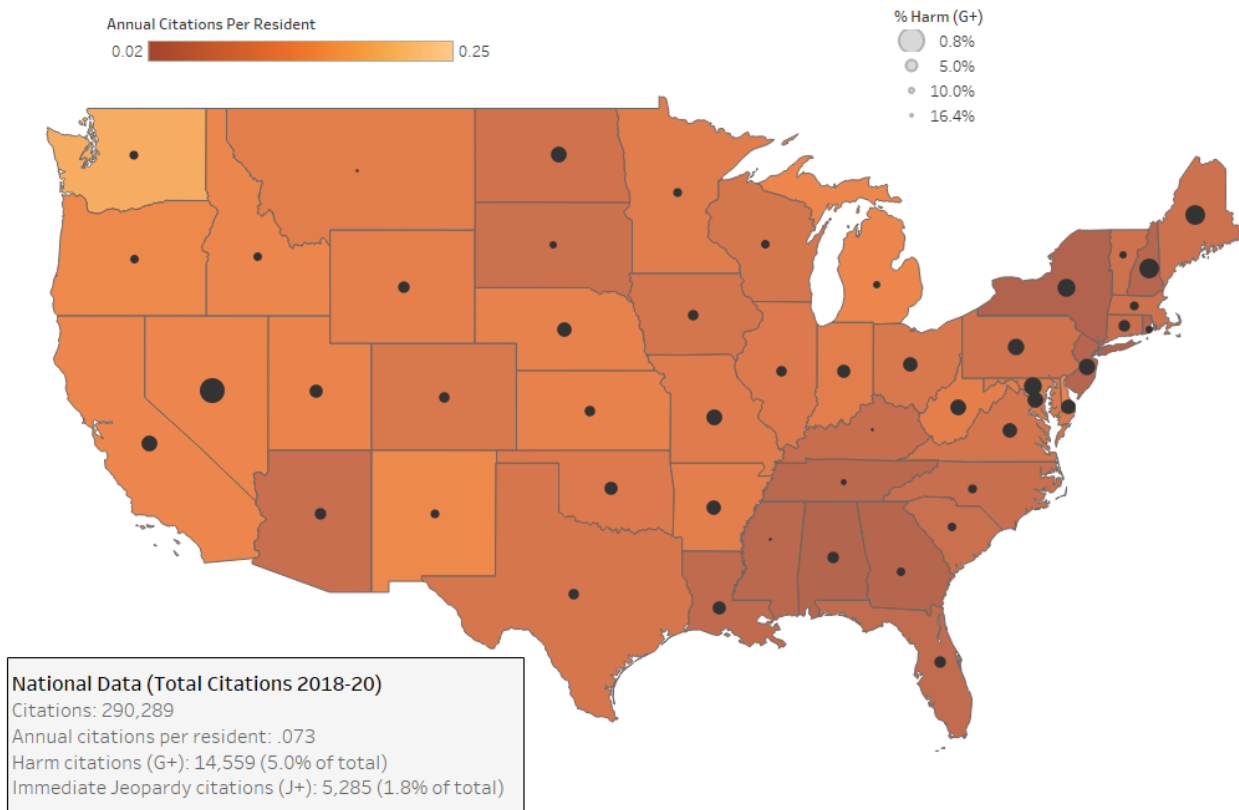 Annual Citations Per Resident
0.02 0.25
% Harm (G+)
0.8%
5.0%
10.0%
16.4%
National Data (Total Citations 2018-20)
Citations: 290,289
Annual citations per resident: .073
Harm citations (G+): 14,559 (5.0% of total)
Immediate Jeopardy citations (J+): 5,285 (1.8% of total)